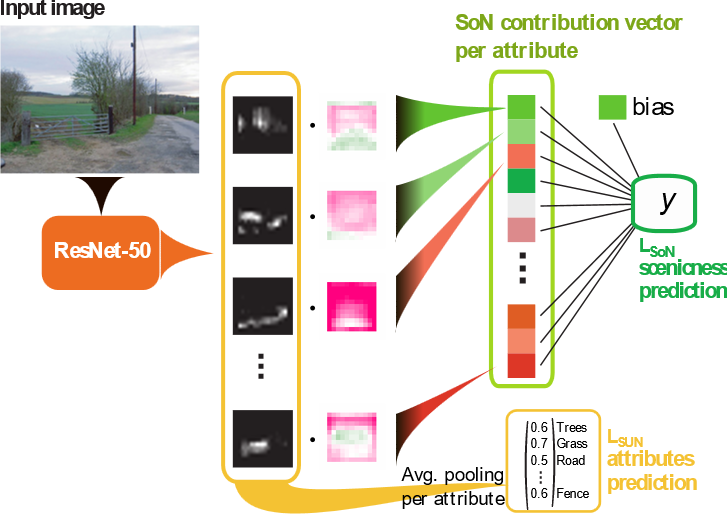 Input image
SoN contribution vector
per attribute
bias
ResNet-50
y
LSoN
scenicness
prediction
0.6 Trees
0.7 Grass
0.5 Road
0.6 Fence
LSUN
attributes
prediction
Avg. pooling
per attribute